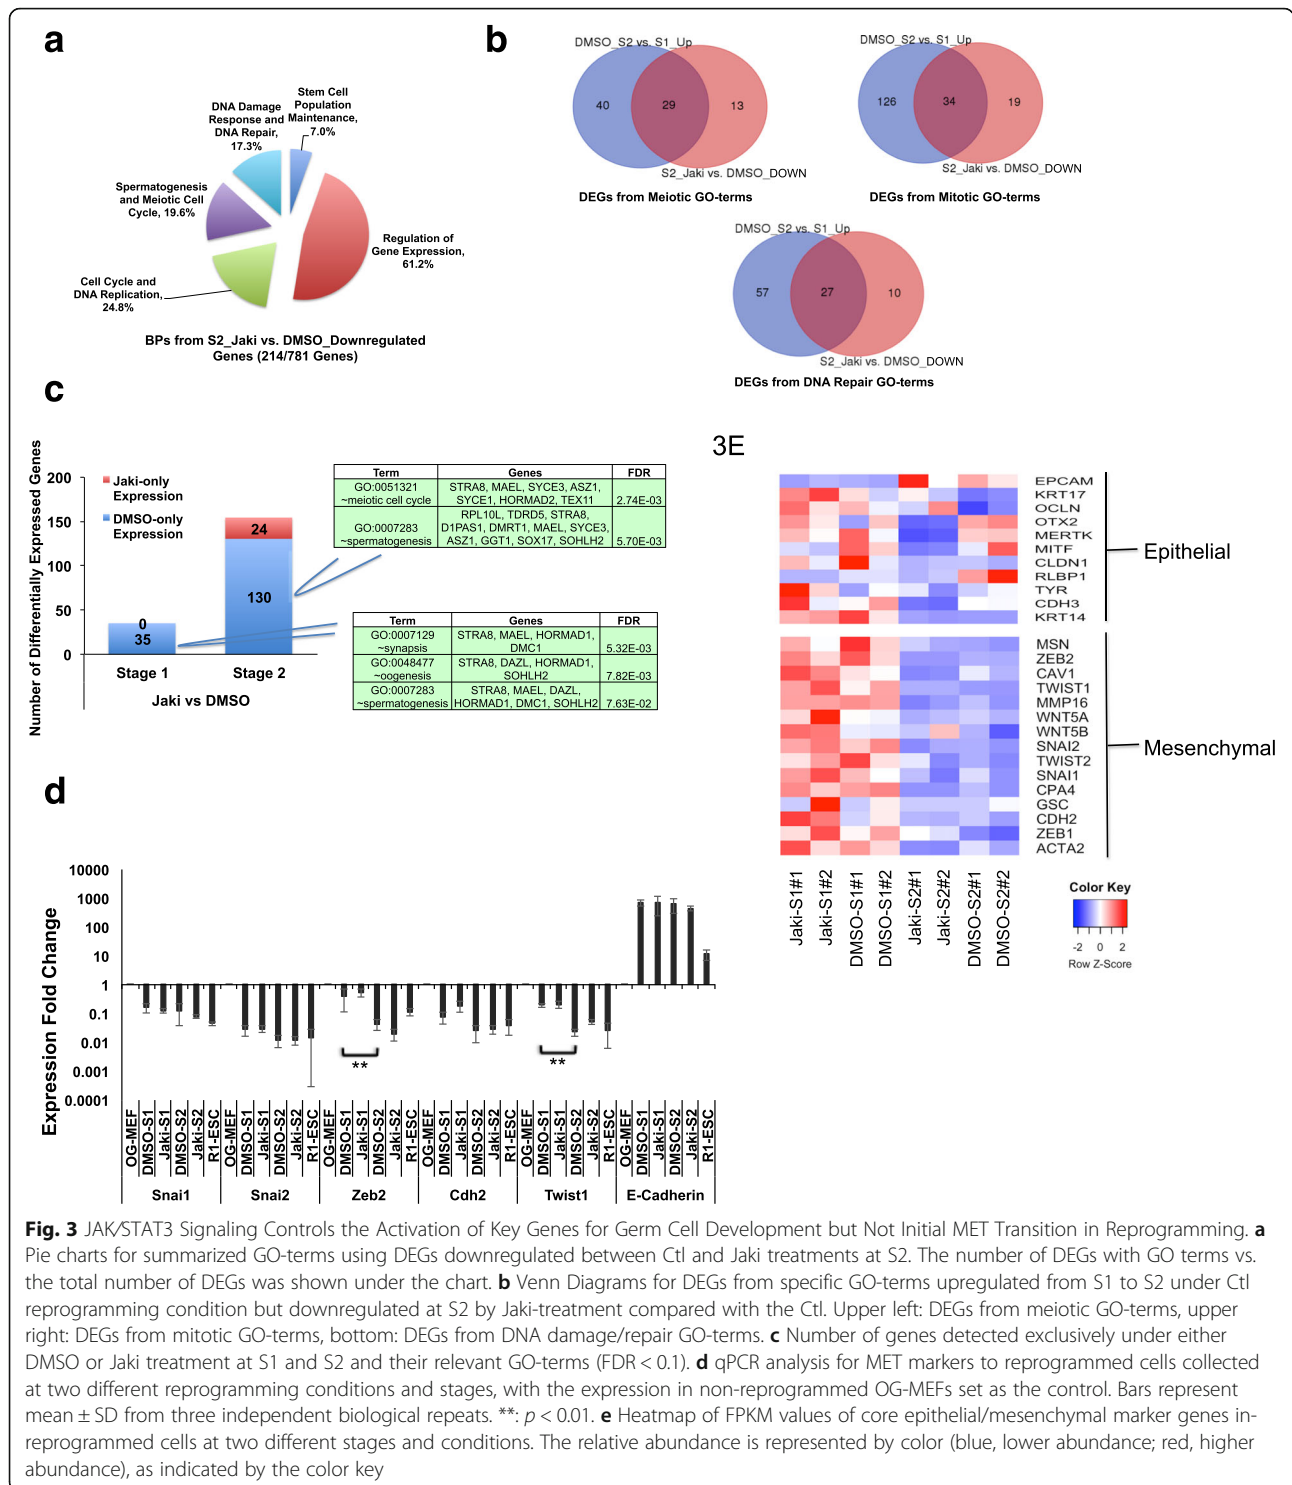 a
DNA Damage
Response and
DNA Repair,
17.3%
Stem Cell
Population
Maintenance,
7.0%
Spermatogenesis
and Meiotic Cell
Cycle, 19.6%
Regulation of
Gene Expression,
61.2%
Cell Cycle and
DNA Replication,
24.8%
BPs from S2_Jaki vs. DMSO_Downregulated
Genes (214/781 Genes)
b
DMSO_S2 vs. S1_Up
40
29
13
S2_Jaki vs. DMSO_DOWN
DEGs from Meiotic GO-terms
DMSO_S2 vs. S1_Up
126
34
19
S2_Jaki vs. DMSO_DOWN
DEGs from Mitotic GO-terms
DMSO_S2 vs. S1_Up
57
27
10
S2_Jaki vs. DMSO_DOWN
DEGs from DNA Repair GO-terms
c
Number of Differentially Expressed Genes
200
150
100
50
0
Jaki-only
Expression
DMSO-only
Expression
0
35
24
130
Stage 1
Stage 2
Jaki vs DMSO
Term Genes FDR
GO:0051321
~meiotic cell cycle
STRA8, MAEL, SYCE3, ASZ1,
SYCE1, HORMAD2, TEX11
2.74E-03
GO:0007283
~spermatogenesis
RPL10L, TDRD5, STRA8,
D1PAS1, DMRT1, MAEL, SYCE3,
ASZ1, GGT1, SOX17, SOHLH2
5.70E-03
Term Genes FDR
GO:0007129
~synapsis
STRA8, MAEL, HORMAD1,
DMC1
5.32E-03
GO:0048477
~oogenesis
STRA8, DAZL, HORMAD1,
SOHLH2
7.82E-03
GO:0007283
~spermatogenesis
STRA8, MAEL, DAZL,
HORMAD1, DMC1, SOHLH2
7.63E-02
3E
EPCAM
KRT17
OCLN
OTX2
MERTK
MITF
CLDN1
RLBP1
TYR
CDH3
KRT14
Epithelial
MSN
ZEB2
CAV1
TWIST1
MMP16
WNT5A
WNT5B
SNAI2
TWIST2
SNAI1
CPA4
GSC
CDH2
ZEB1
ACTA2
Mesenchymal
Jaki-S1#1
Jaki-S1#2
DMSO-S1#1
DMSO-S1#2
Jaki-S2#1
Jaki-S2#2
DMSO-S2#1
DMSO-S2#2
Color Key
-2 0 2
Row Z-Score
d
Expression Fold Change
10000
1000
100
10
1
0.1
0.01
0.001
0.0001
**
**
OG-MEF DMSO-S1 Jaki-S1 DMSO-S2 Jaki-S2 R1-ESC
OG-MEF DMSO-S1 Jaki-S1 DMSO-S2 Jaki-S2 R1-ESC
OG-MEF DMSO-S1 Jaki-S1 DMSO-S2 Jaki-S2 R1-ESC
OG-MEF DMSO-S1 Jaki-S1 DMSO-S2 Jaki-S2 R1-ESC
OG-MEF DMSO-S1 Jaki-S1 DMSO-S2 Jaki-S2 R1-ESC
OG-MEF DMSO-S1 Jaki-S1 DMSO-S2 Jaki-S2 R1-ESC
Snai1 Snai2 Zeb2 Cdh2 Twist1 E-Cadherin
Fig. 3 JAK/STAT3 Signaling Controls the Activation of Key Genes for Germ Cell Development but Not Initial MET Transition in Reprogramming. a
Pie charts for summarized GO-terms using DEGs downregulated between Ctl and Jaki treatments at S2. The number of DEGs with GO terms vs.
the total number of DEGs was shown under the chart. b Venn Diagrams for DEGs from specific GO-terms upregulated from S1 to S2 under Ctl
reprogramming condition but downregulated at S2 by Jaki-treatment compared with the Ctl. Upper left: DEGs from meiotic GO-terms, upper
right: DEGs from mitotic GO-terms, bottom: DEGs from DNA damage/repair GO-terms. c Number of genes detected exclusively under either
DMSO or Jaki treatment at S1 and S2 and their relevant GO-terms (FDR < 0.1). d qPCR analysis for MET markers to reprogrammed cells collected
at two different reprogramming conditions and stages, with the expression in non-reprogrammed OG-MEFs set as the control. Bars represent
mean ± SD from three independent biological repeats. **: p < 0.01. e Heatmap of FPKM values of core epithelial/mesenchymal marker genes in-
reprogrammed cells at two different stages and conditions. The relative abundance is represented by color (blue, lower abundance; red, higher
abundance), as indicated by the color key